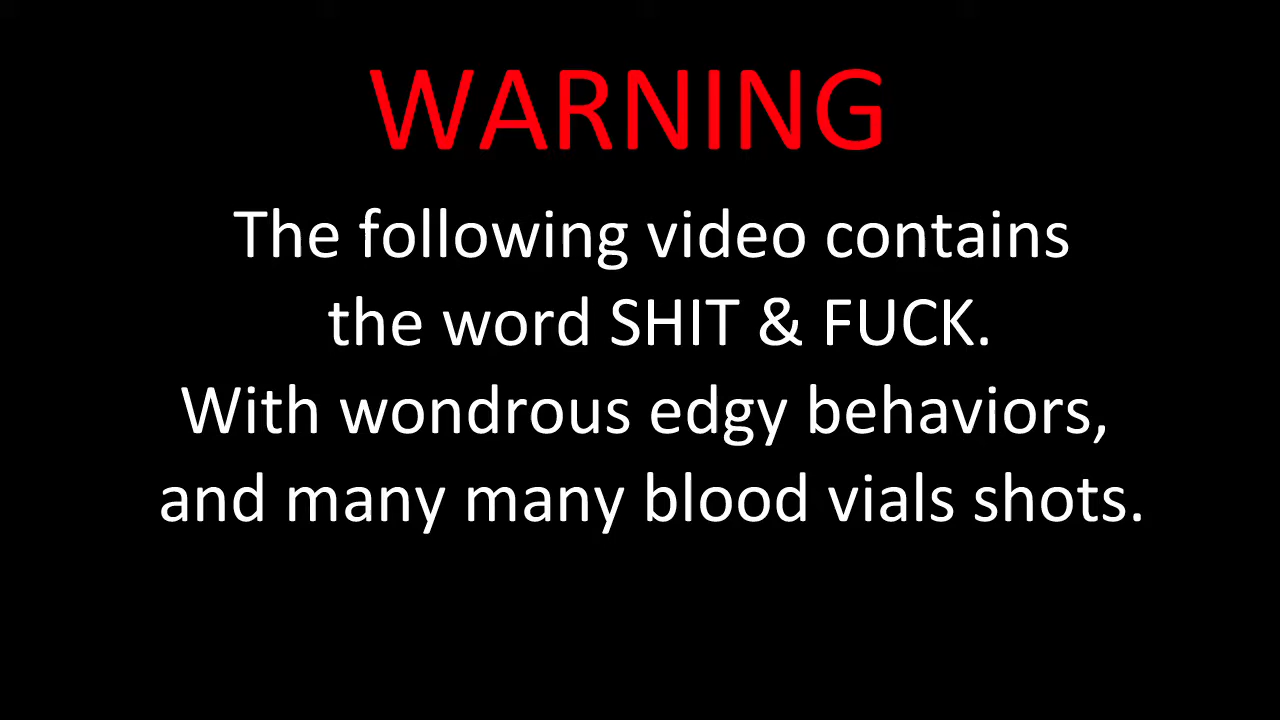 WARNING
The following video contains
the word SHIT & FUCK.
With wondrous edgy behaviors,
and many many blood vials shots.